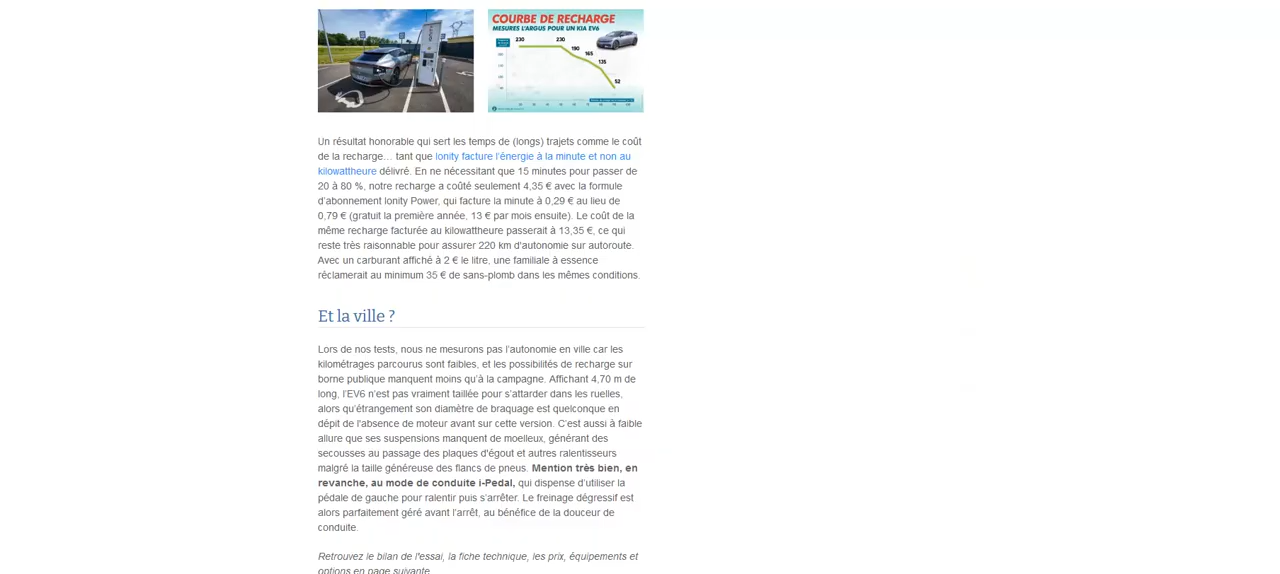 COURBE DE RECHARGE
MESURES L'ARGUS POUR UN KIA EV6
230
230
190
165
135
52
Un résultat honorable qui sert les temps de (longs) trajets comme le coût
de la recharge… tant que Ionity facture l’énergie à la minute et non au
kilowattheure délivré. En ne nécessitant que 15 minutes pour passer de
20 à 80 %, notre recharge a coûté seulement 4,35 € avec la formule
d’abonnement Ionity Power, qui facture la minute à 0,29 € au lieu de
0,79 € (gratuit la première année, 13 € par mois ensuite). Le coût de la
même recharge facturée au kilowattheure passerait à 13,35 €, ce qui
reste très raisonnable pour assurer 220 km d'autonomie sur autoroute.
Avec un carburant affiché à 2 € le litre, une familiale à essence
réclamerait au minimum 35 € de sans-plomb dans les mêmes conditions.
Et la ville ?
Lors de nos tests, nous ne mesurons pas l’autonomie en ville car les
kilométrages parcourus sont faibles, et les possibilités de recharge sur
borne publique manquent moins qu’à la campagne. Affichant 4,70 m de
long, l’EV6 n’est pas vraiment taillée pour s’attarder dans les ruelles,
alors qu’étrangement son diamètre de braquage est quelconque en
dépit de l'absence de moteur avant sur cette version. C’est aussi à faible
allure que ses suspensions manquent de moelleux, générant des
secousses au passage des plaques d'égout et autres ralentisseurs
malgré la taille généreuse des flancs de pneus. Mention très bien, en
revanche, au mode de conduite i-Pedal, qui dispense d’utiliser la
pédale de gauche pour ralentir puis s’arrêter. Le freinage dégressif est
alors parfaitement géré avant l’arrêt, au bénéfice de la douceur de
conduite.
Retrouvez le bilan de l'essai, la fiche technique, les prix, équipements et
options en page suivante